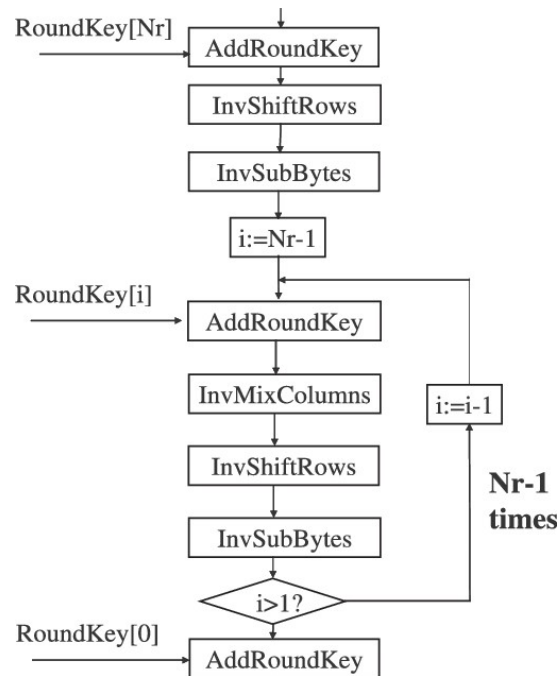 RoundKey[Nr]
AddRoundKey
InvShiftRows
InvSubBytes
i:=Nr-1
RoundKey[i]
AddRoundKey
InvMixColumns
i:=i-1
InvShiftRows
Nr-1
times
InvSubBytes
i>1?
RoundKey[0]
AddRoundKey